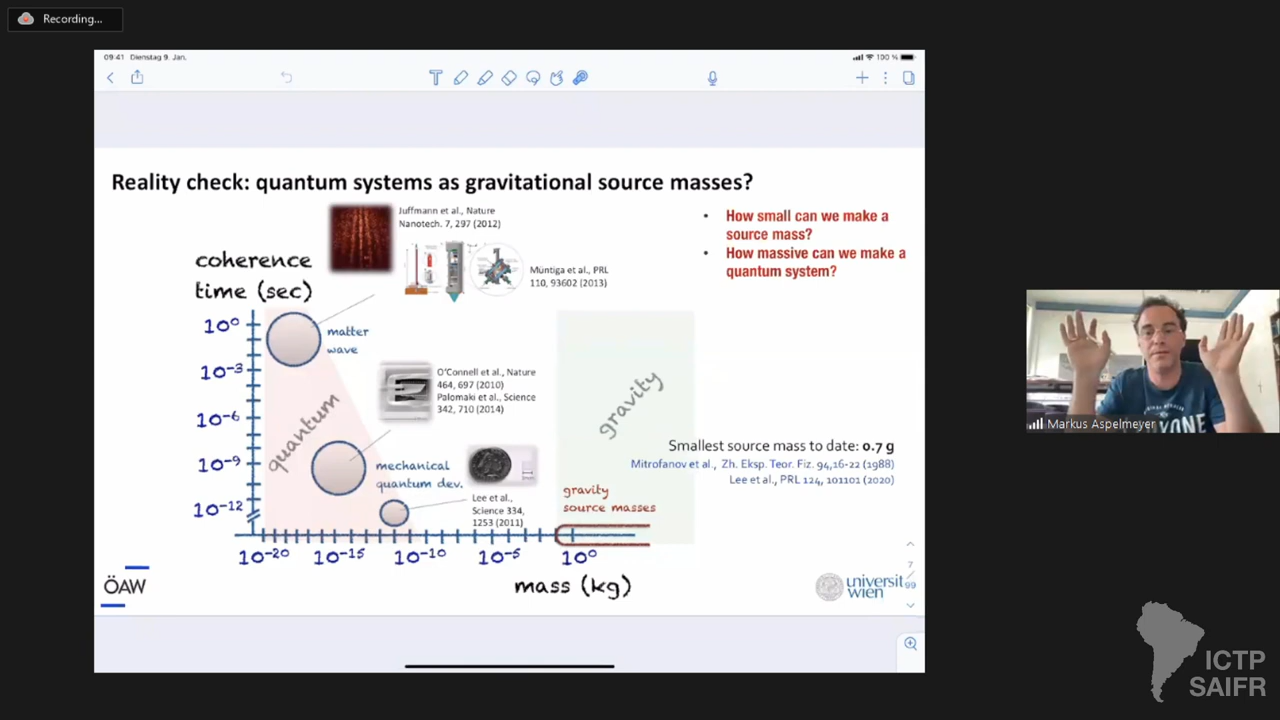 Recording...
09:41 Dienstag 9. Jan.
100 %
Reality check: quantum systems as gravitational source masses?
Juffmann et al., Nature
Nanotech. 7, 297 (2012)
Müntiga et al., PRL
110, 93602 (2013)
• How small can we make a
source mass?
• How massive can we make a
quantum system?
coherence
time (sec)
10⁰
10⁻³
10⁻⁶
10⁻⁹
10⁻¹²
matter
wave
quantum
O'Connell et al., Nature
464, 697 (2010)
Palomaki et al., Science
342, 710 (2014)
mechanical
quantum dev.
Lee et al.,
Science 334,
1253 (2011)
gravity
Smallest source mass to date: 0.7 g
Mitrofanov et al., Zh. Eksp. Teor. Fiz. 94,16-22 (1988)
Lee et al., PRL 124, 101101 (2020)
gravity
source masses
10⁻²⁰
10⁻¹⁵
10⁻¹⁰
10⁻⁵
10⁰
mass (kg)
ÖAW
universität
wien
7
/
99
Markus Aspelmeyer
ICTP
SAIFR